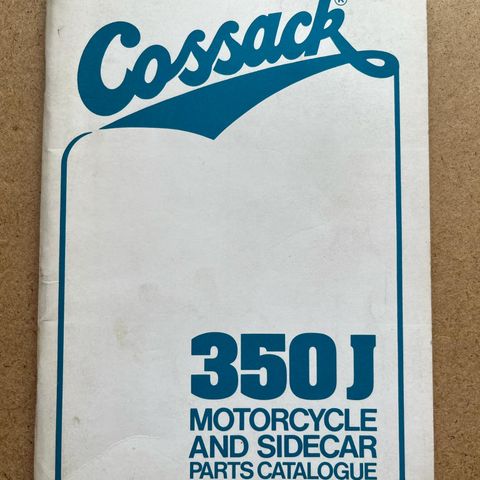 Cossack®
350 J
MOTORCYCLE
AND SIDECAR
PARTS CATALOGUE